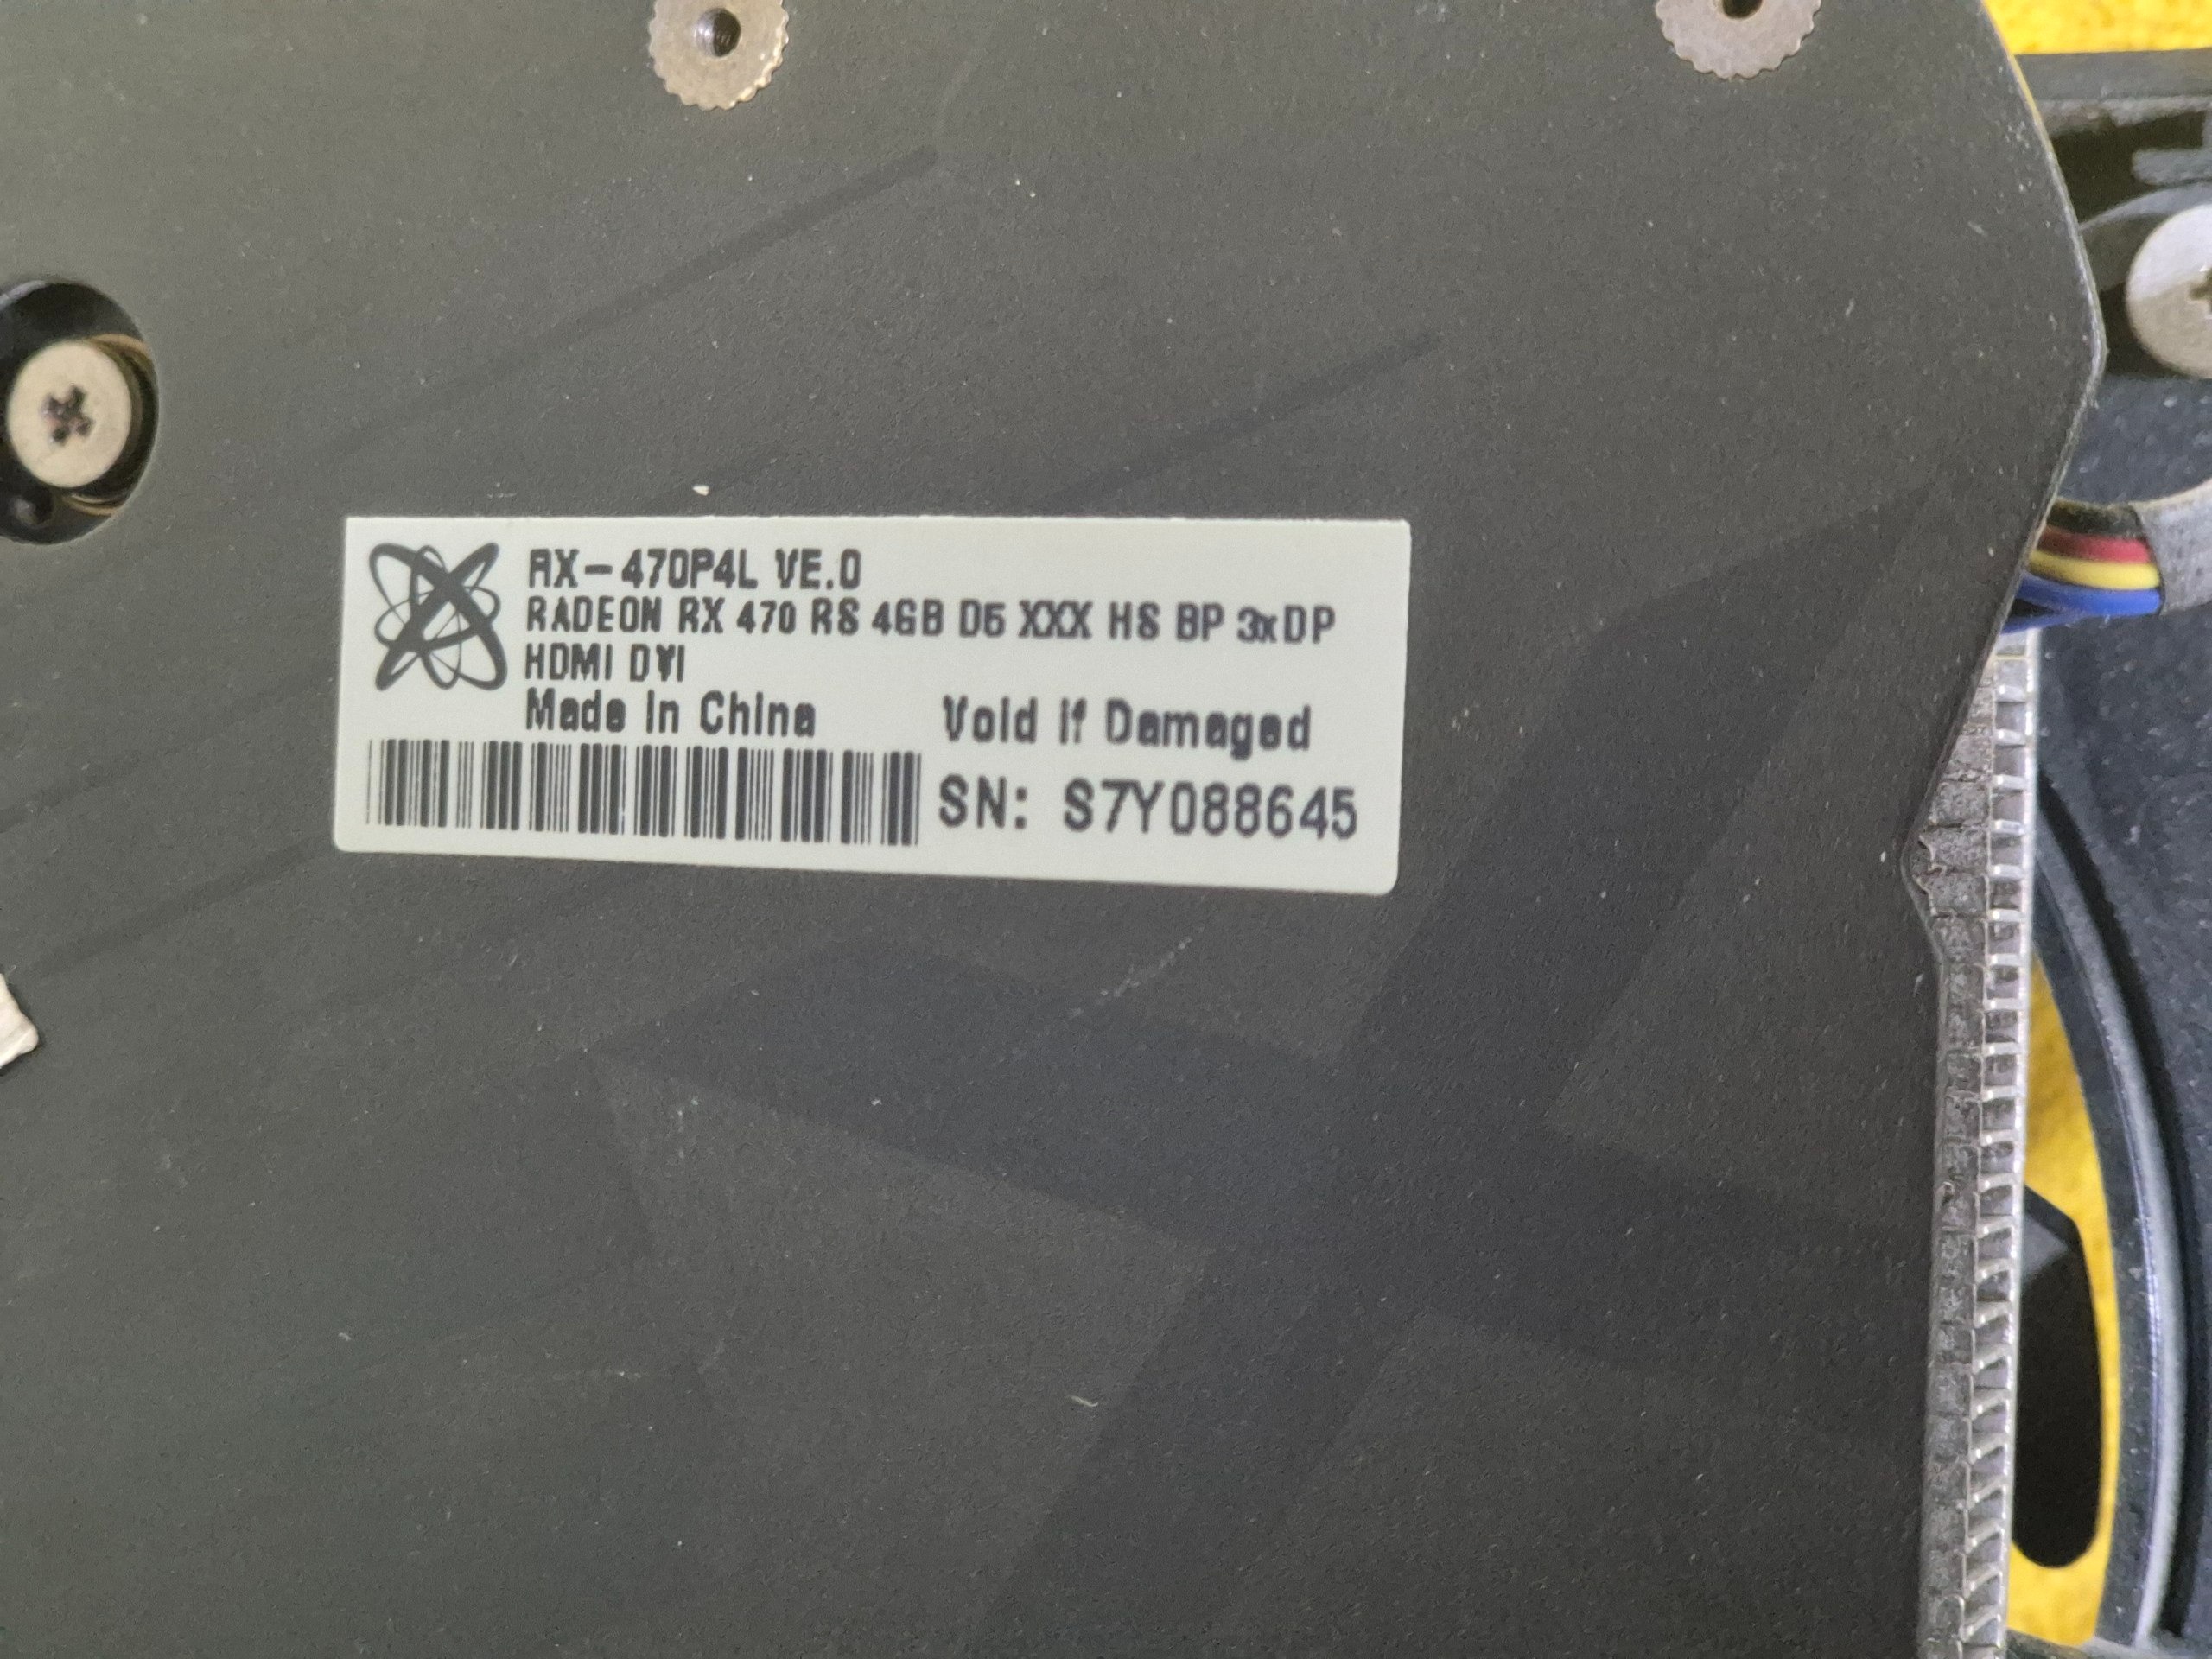 RX-470P4L VE.0
RADEON RX 470 RS 4GB D5 XXX HS BP 3xDP
HDMI DVI
Made in China
Void if Damaged
SN: S7Y088645